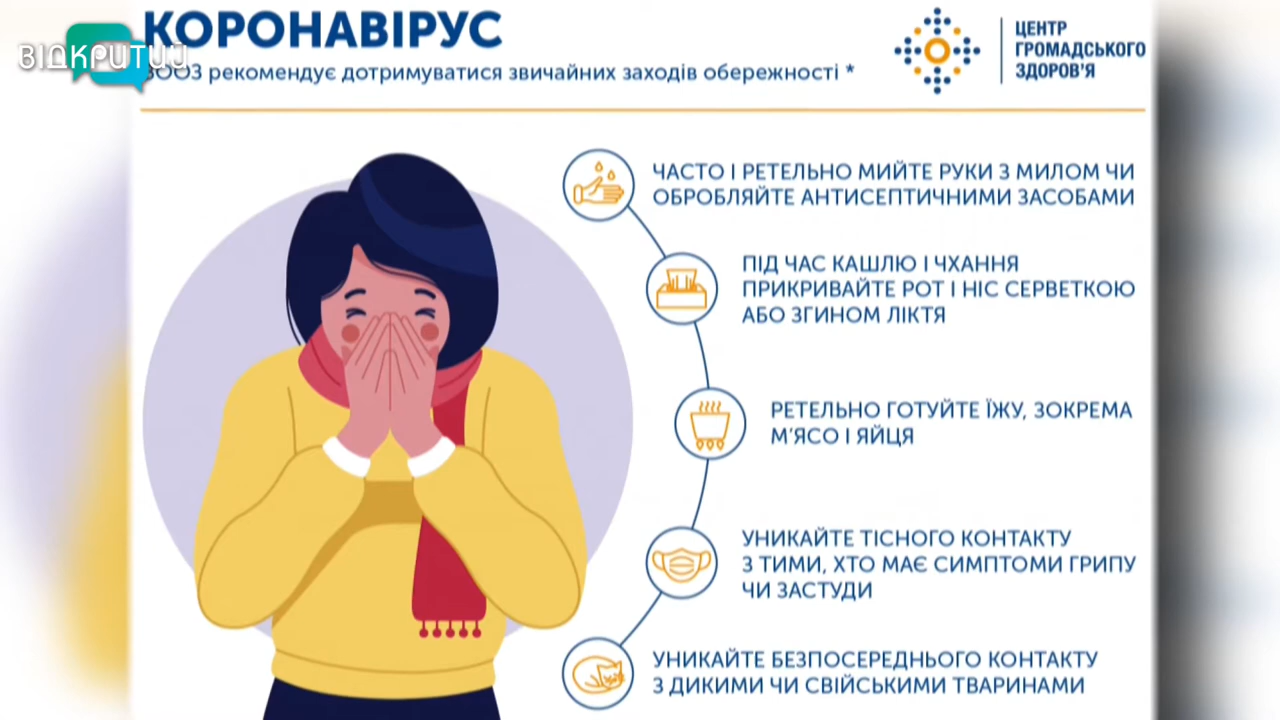 КОРОНАВІРУС
ВІДКРИТИЙ
ВООЗ рекомендує дотримуватися звичайних заходів обережності *
ЦЕНТР
ГРОМАДСЬКОГО
ЗДОРОВ'Я
ЧАСТО І РЕТЕЛЬНО МИЙТЕ РУКИ З МИЛОМ ЧИ
ОБРОБЛЯЙТЕ АНТИСЕПТИЧНИМИ ЗАСОБАМИ
ПІД ЧАС КАШЛЮ І ЧХАННЯ
ПРИКРИВАЙТЕ РОТ І НІС СЕРВЕТКОЮ
АБО ЗГИНОМ ЛІКТЯ
РЕТЕЛЬНО ГОТУЙТЕ ЇЖУ, ЗОКРЕМА
М'ЯСО І ЯЙЦЯ
УНИКАЙТЕ ТІСНОГО КОНТАКТУ
З ТИМИ, ХТО МАЄ СИМПТОМИ ГРИПУ
ЧИ ЗАСТУДИ
УНИКАЙТЕ БЕЗПОСЕРЕДНЬОГО КОНТАКТУ
З ДИКИМИ ЧИ СВІЙСЬКИМИ ТВАРИНАМИ